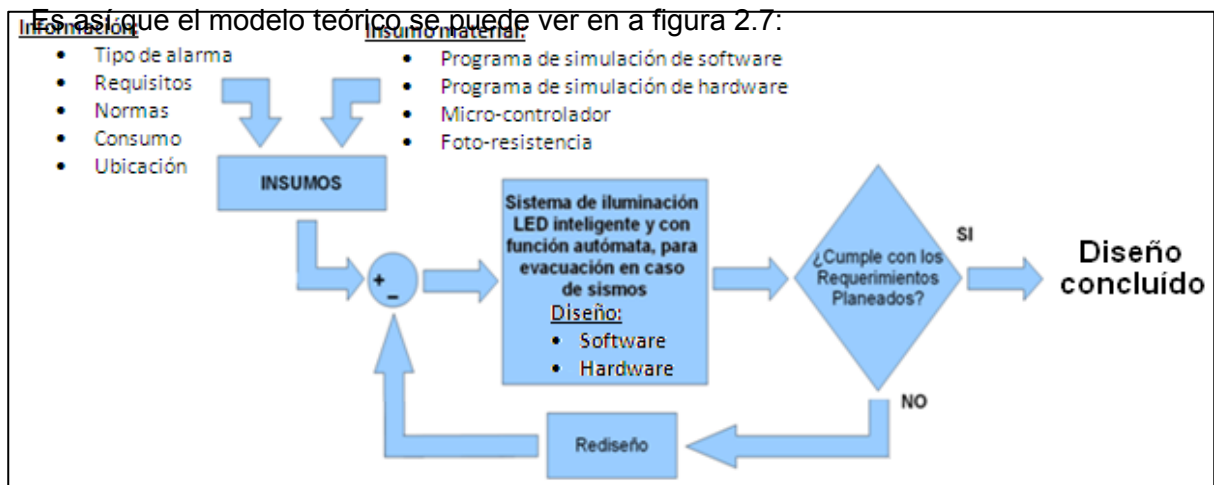 Es así que el modelo teórico se puede ver en a figura 2.7:
Información:
• Tipo de alarma
• Requisitos
• Normas
• Consumo
• Ubicación
Insumo material:
• Programa de simulación de software
• Programa de simulación de hardware
• Micro-controlador
• Foto-resistencia
INSUMOS
+
-
Sistema de iluminación
LED inteligente y con
función autómata, para
evacuación en caso
de sismos
Diseño:
• Software
• Hardware
¿Cumple con los
Requerimientos
Planeados?
SI
Diseño
concluído
NO
Rediseño